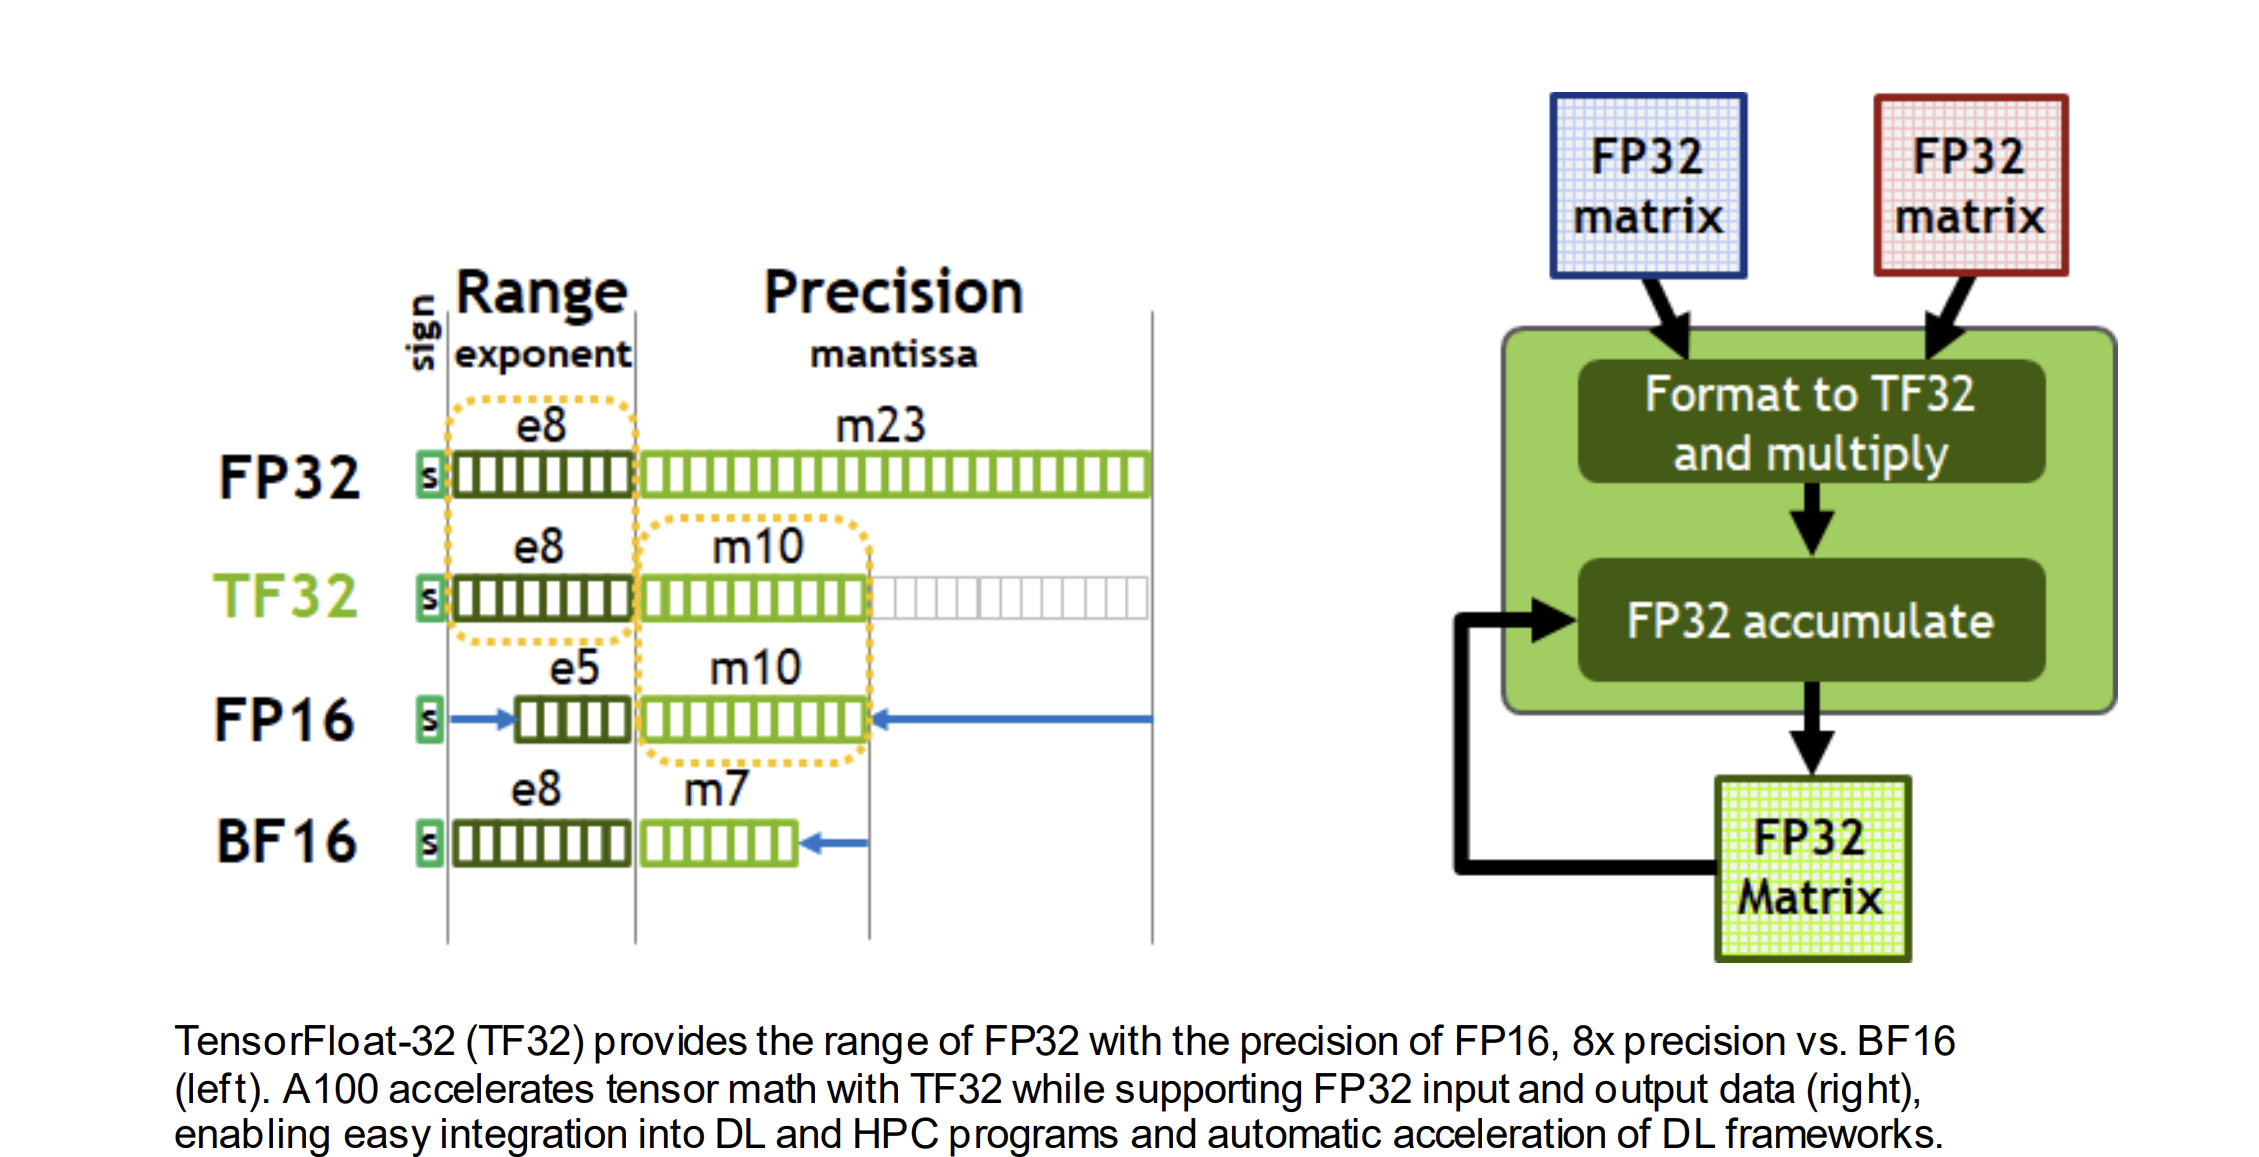 sign
Range
Precision
exponent
mantissa
e8
m23
FP32
s
e8
m10
TF32
s
e5
m10
FP16
s
e8
m7
BF16
s
FP32
matrix
FP32
matrix
Format to TF32
and multiply
FP32 accumulate
FP32
Matrix
TensorFloat-32 (TF32) provides the range of FP32 with the precision of FP16, 8x precision vs. BF16
(left). A100 accelerates tensor math with TF32 while supporting FP32 input and output data (right),
enabling easy integration into DL and HPC programs and automatic acceleration of DL frameworks.